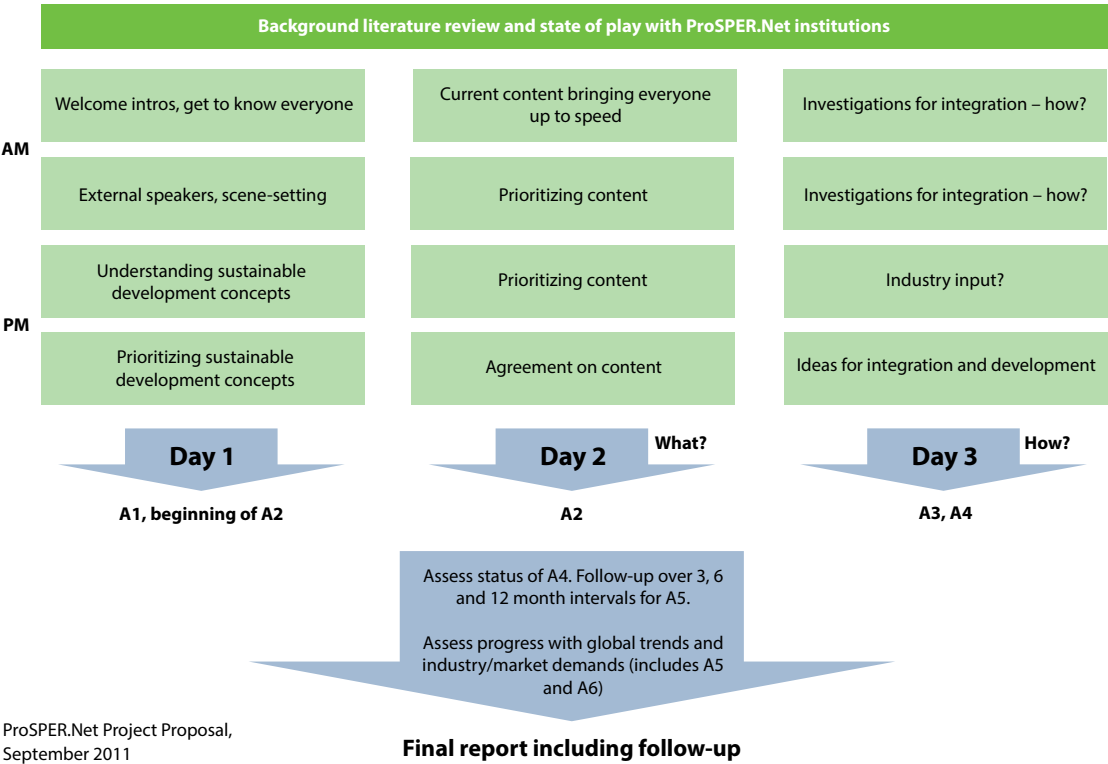 Background literature review and state of play with ProSPER.Net institutions
Welcome intros, get to know everyone
Current content bringing everyone
up to speed
Investigations for integration – how?
AM
External speakers, scene-setting
Prioritizing content
Investigations for integration – how?
Understanding sustainable
development concepts
Prioritizing content
Industry input?
PM
Prioritizing sustainable
development concepts
Agreement on content
Ideas for integration and development
Day 1
Day 2
What?
Day 3
How?
A1, beginning of A2
A2
A3, A4
Assess status of A4. Follow-up over 3, 6
and 12 month intervals for A5.
Assess progress with global trends and
industry/market demands (includes A5
and A6)
ProSPER.Net Project Proposal,
September 2011
Final report including follow-up